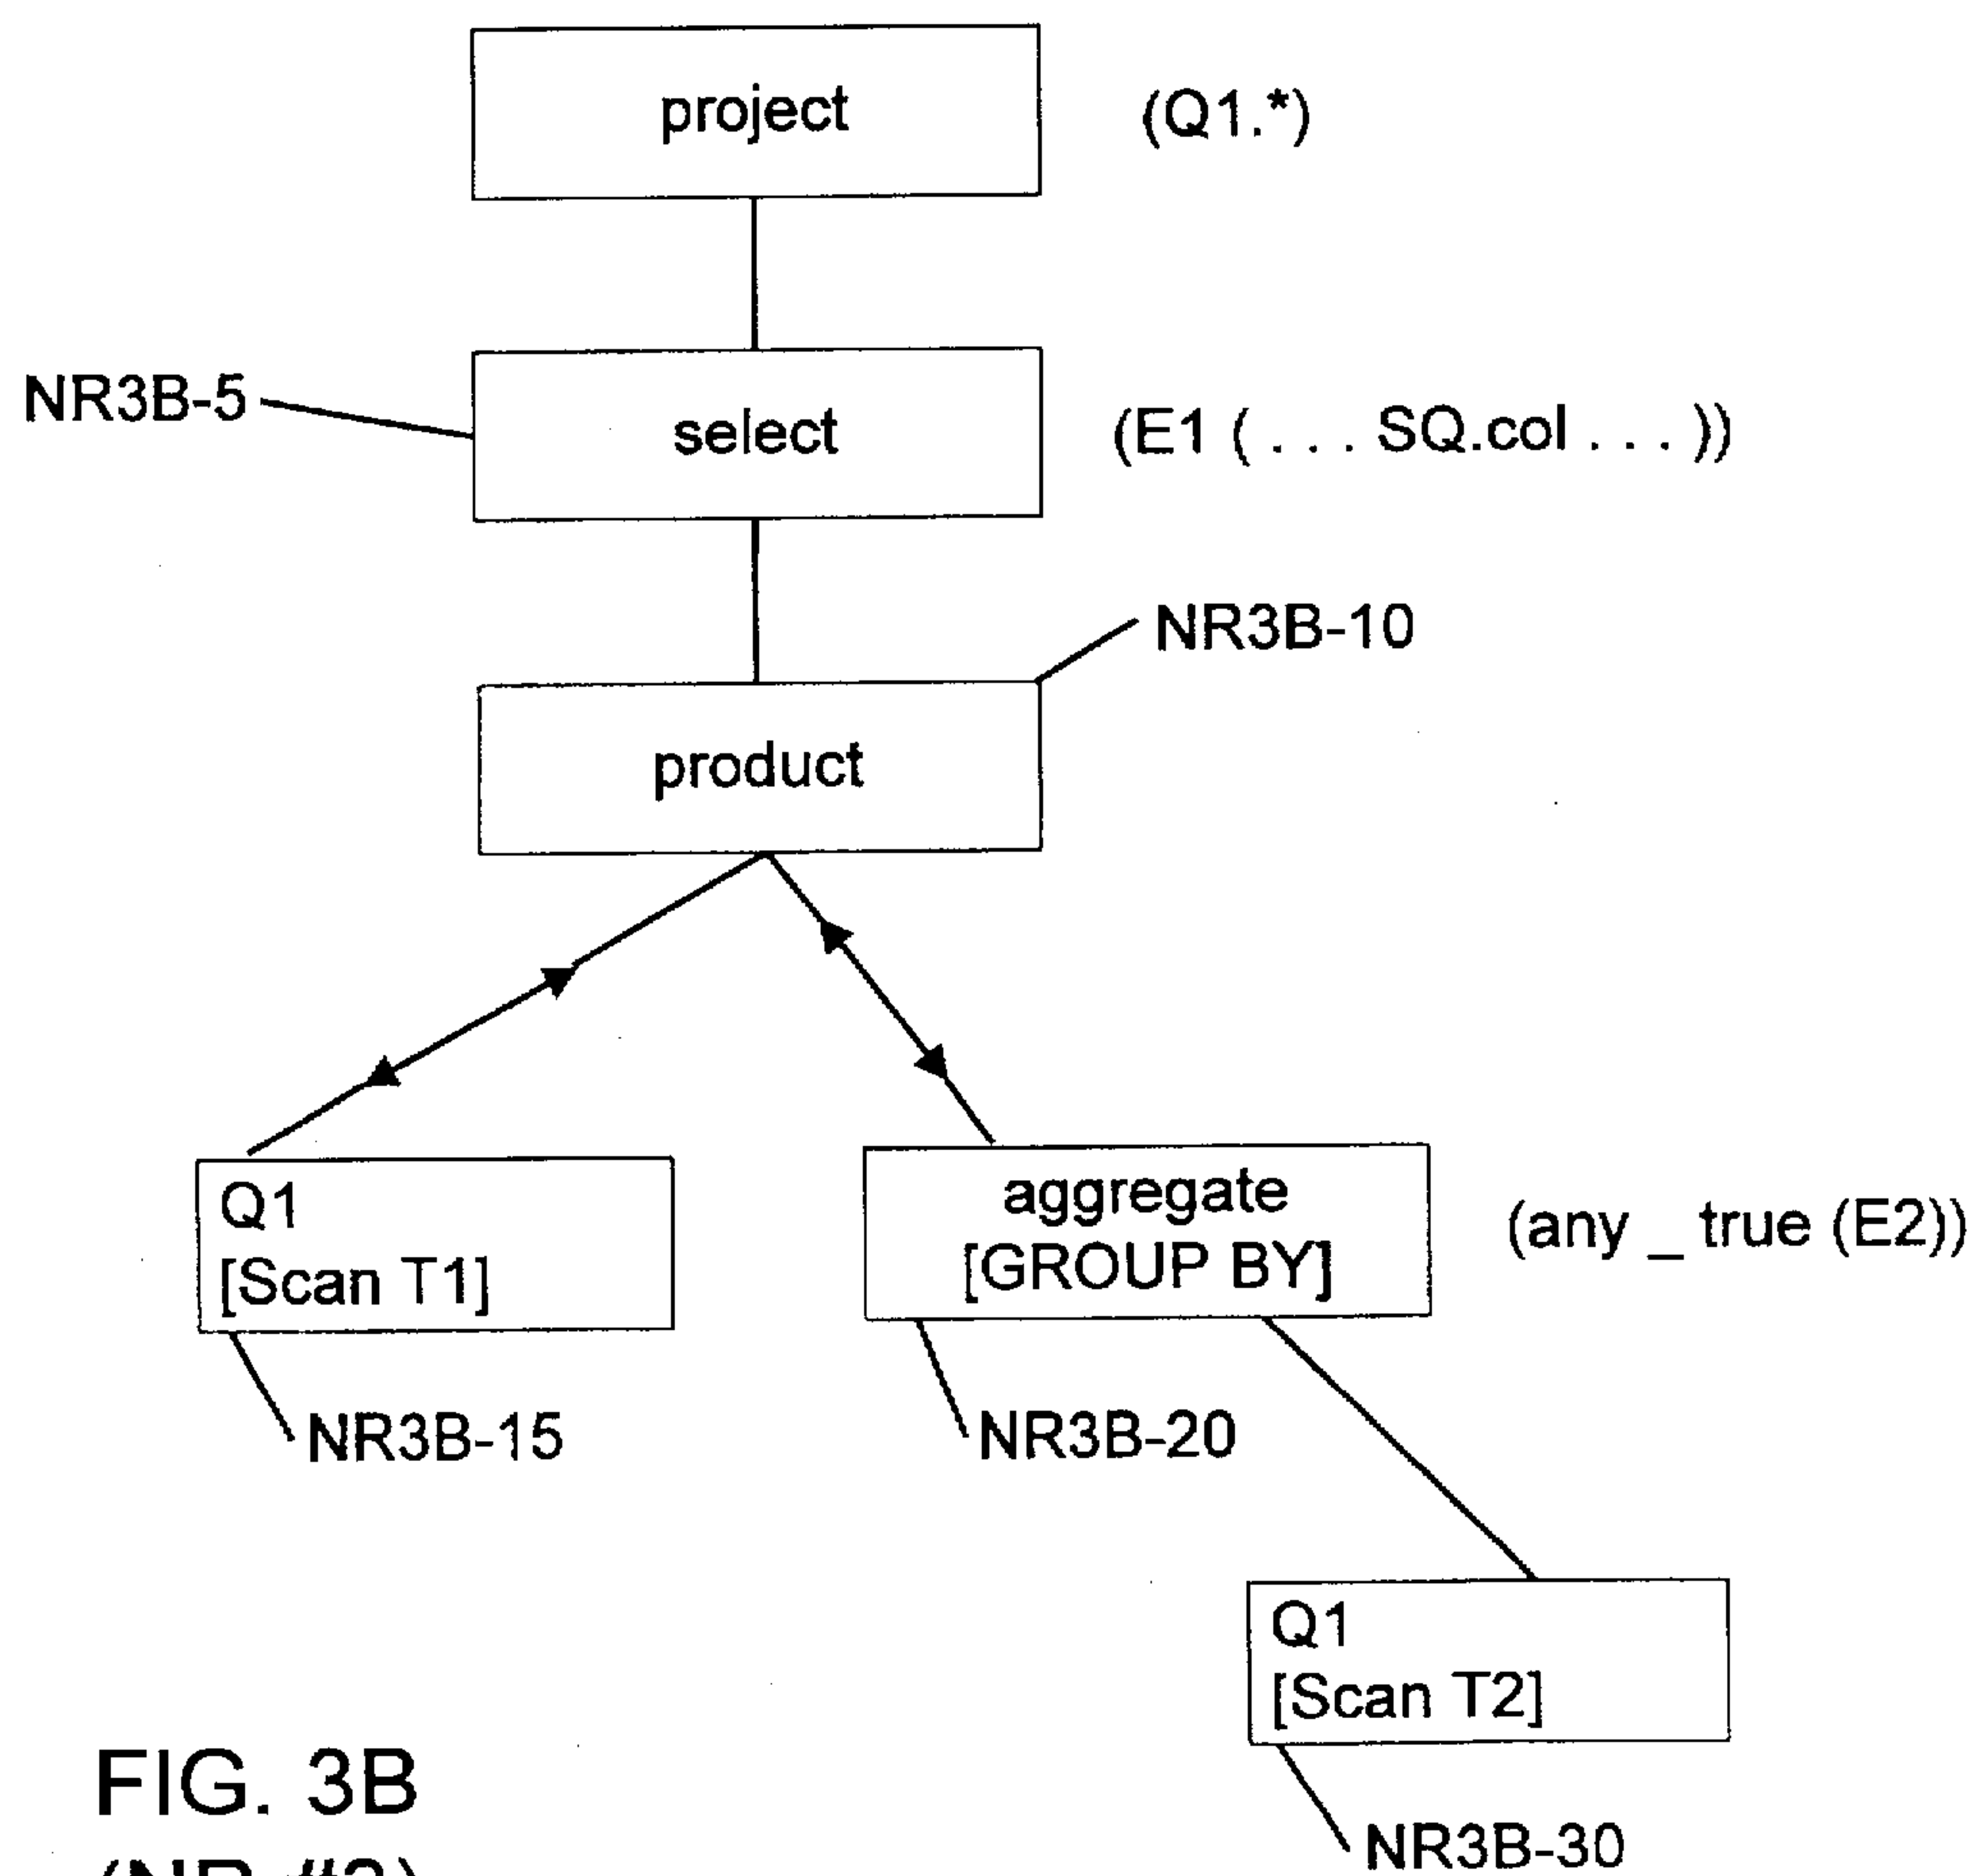 project
(Q1.*)
NR3B-5
select
(E1 ( . . . SQ.col . . . ))
NR3B-10
product
Q1
[Scan T1]
aggregate
[GROUP BY]
(any _ true (E2))
NR3B-15
NR3B-20
Q1
[Scan T2]
NR3B-30
FIG. 3B